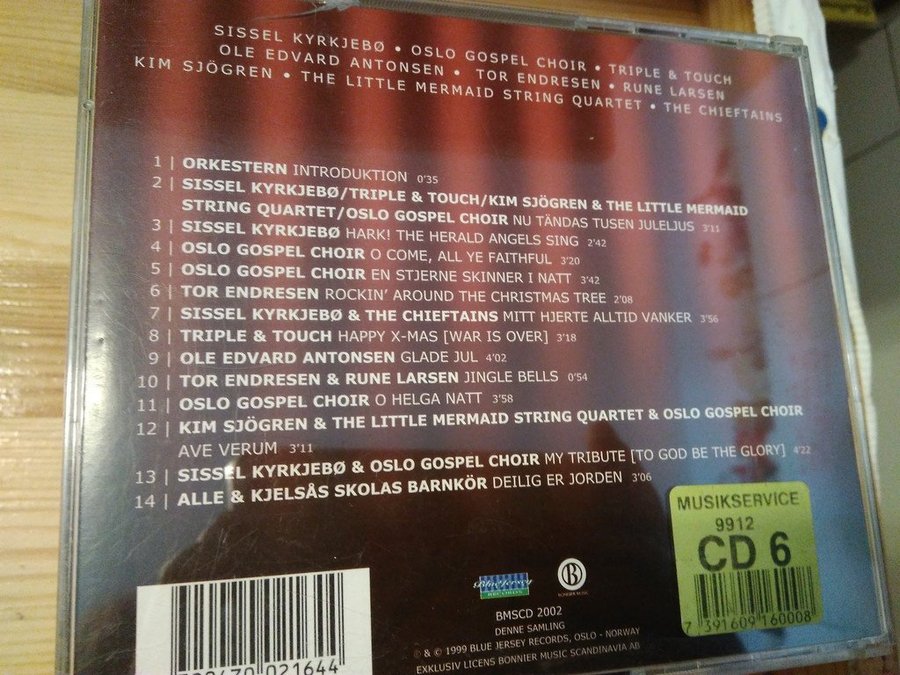 SISSEL KYRKJEBØ • OSLO GOSPEL CHOIR • TRIPLE & TOUCH
OLE EDVARD ANTONSEN • TOR ENDRESEN • RUNE LARSEN
KIM SJÖGREN • THE LITTLE MERMAID STRING QUARTET • THE CHIEFTAINS
1 | ORKESTERN INTRODUKTION 0'35
2 | SISSEL KYRKJEBØ/TRIPLE & TOUCH/KIM SJÖGREN & THE LITTLE MERMAID
STRING QUARTET/OSLO GOSPEL CHOIR NU TÄNDAS TUSEN JULELJUS 3'11
3 | SISSEL KYRKJEBØ HARK! THE HERALD ANGELS SING 2'42
4 | OSLO GOSPEL CHOIR O COME, ALL YE FAITHFUL 3'20
5 | OSLO GOSPEL CHOIR EN STJERNE SKINNER I NATT 3'42
6 | TOR ENDRESEN ROCKIN' AROUND THE CHRISTMAS TREE 2'08
7 | SISSEL KYRKJEBØ & THE CHIEFTAINS MITT HJERTE ALLTID VANKER 3'56
8 | TRIPLE & TOUCH HAPPY X-MAS [WAR IS OVER] 3'18
9 | OLE EDVARD ANTONSEN GLADE JUL 4'02
10 | TOR ENDRESEN & RUNE LARSEN JINGLE BELLS 0'54
11 | OSLO GOSPEL CHOIR O HELGA NATT 3'58
12 | KIM SJÖGREN & THE LITTLE MERMAID STRING QUARTET & OSLO GOSPEL CHOIR
AVE VERUM 3'11
13 | SISSEL KYRKJEBØ & OSLO GOSPEL CHOIR MY TRIBUTE [TO GOD BE THE GLORY] 4'22
14 | ALLE & KJELSÅS SKOLAS BARNKÖR DEILIG ER JORDEN 3'06
MUSIKSERVICE
9912
CD 6
7 391609 160008
Blue Jersey
RECORDS
B
BONNIER MUSIC
BMSCD 2002
DENNE SAMLING
℗ & © 1999 BLUE JERSEY RECORDS, OSLO - NORWAY
EXKLUSIV LICENS BONNIER MUSIC SCANDINAVIA AB
021644